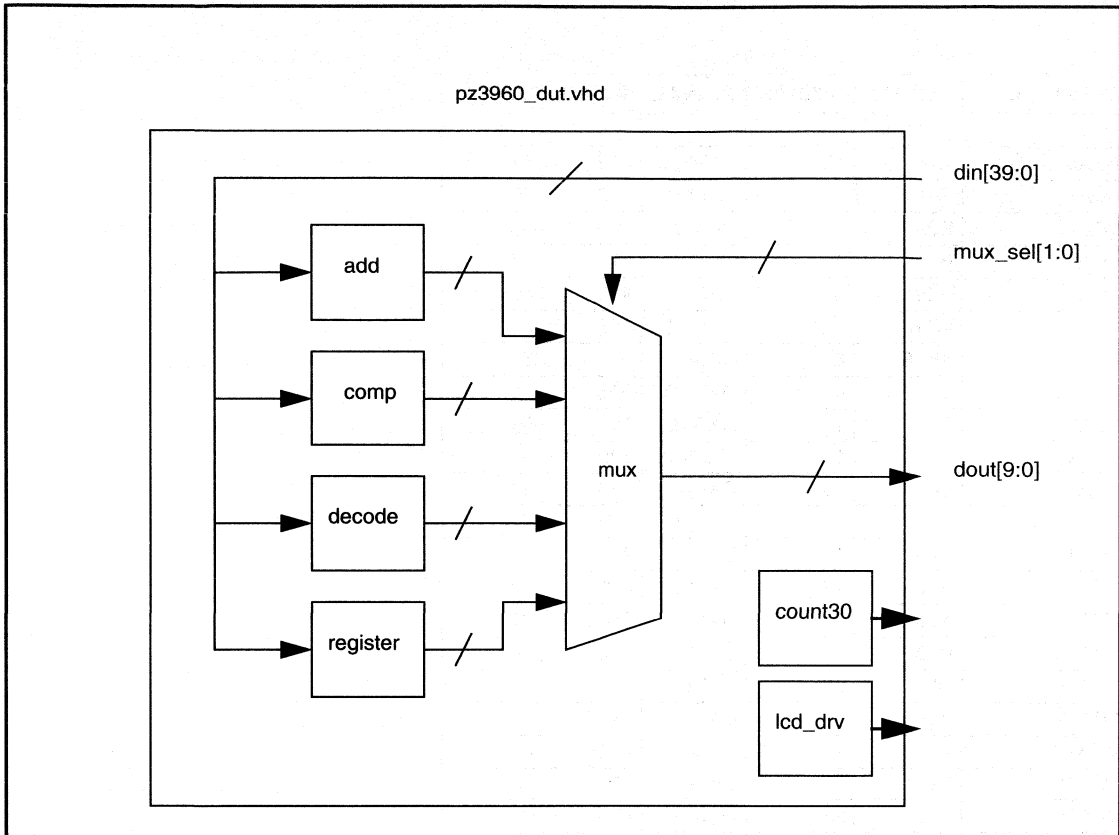 pz3960_dut.vhd
din[39:0]
mux_sel[1:0]
add
comp
mux
dout[9:0]
decode
count30
register
lcd_drv